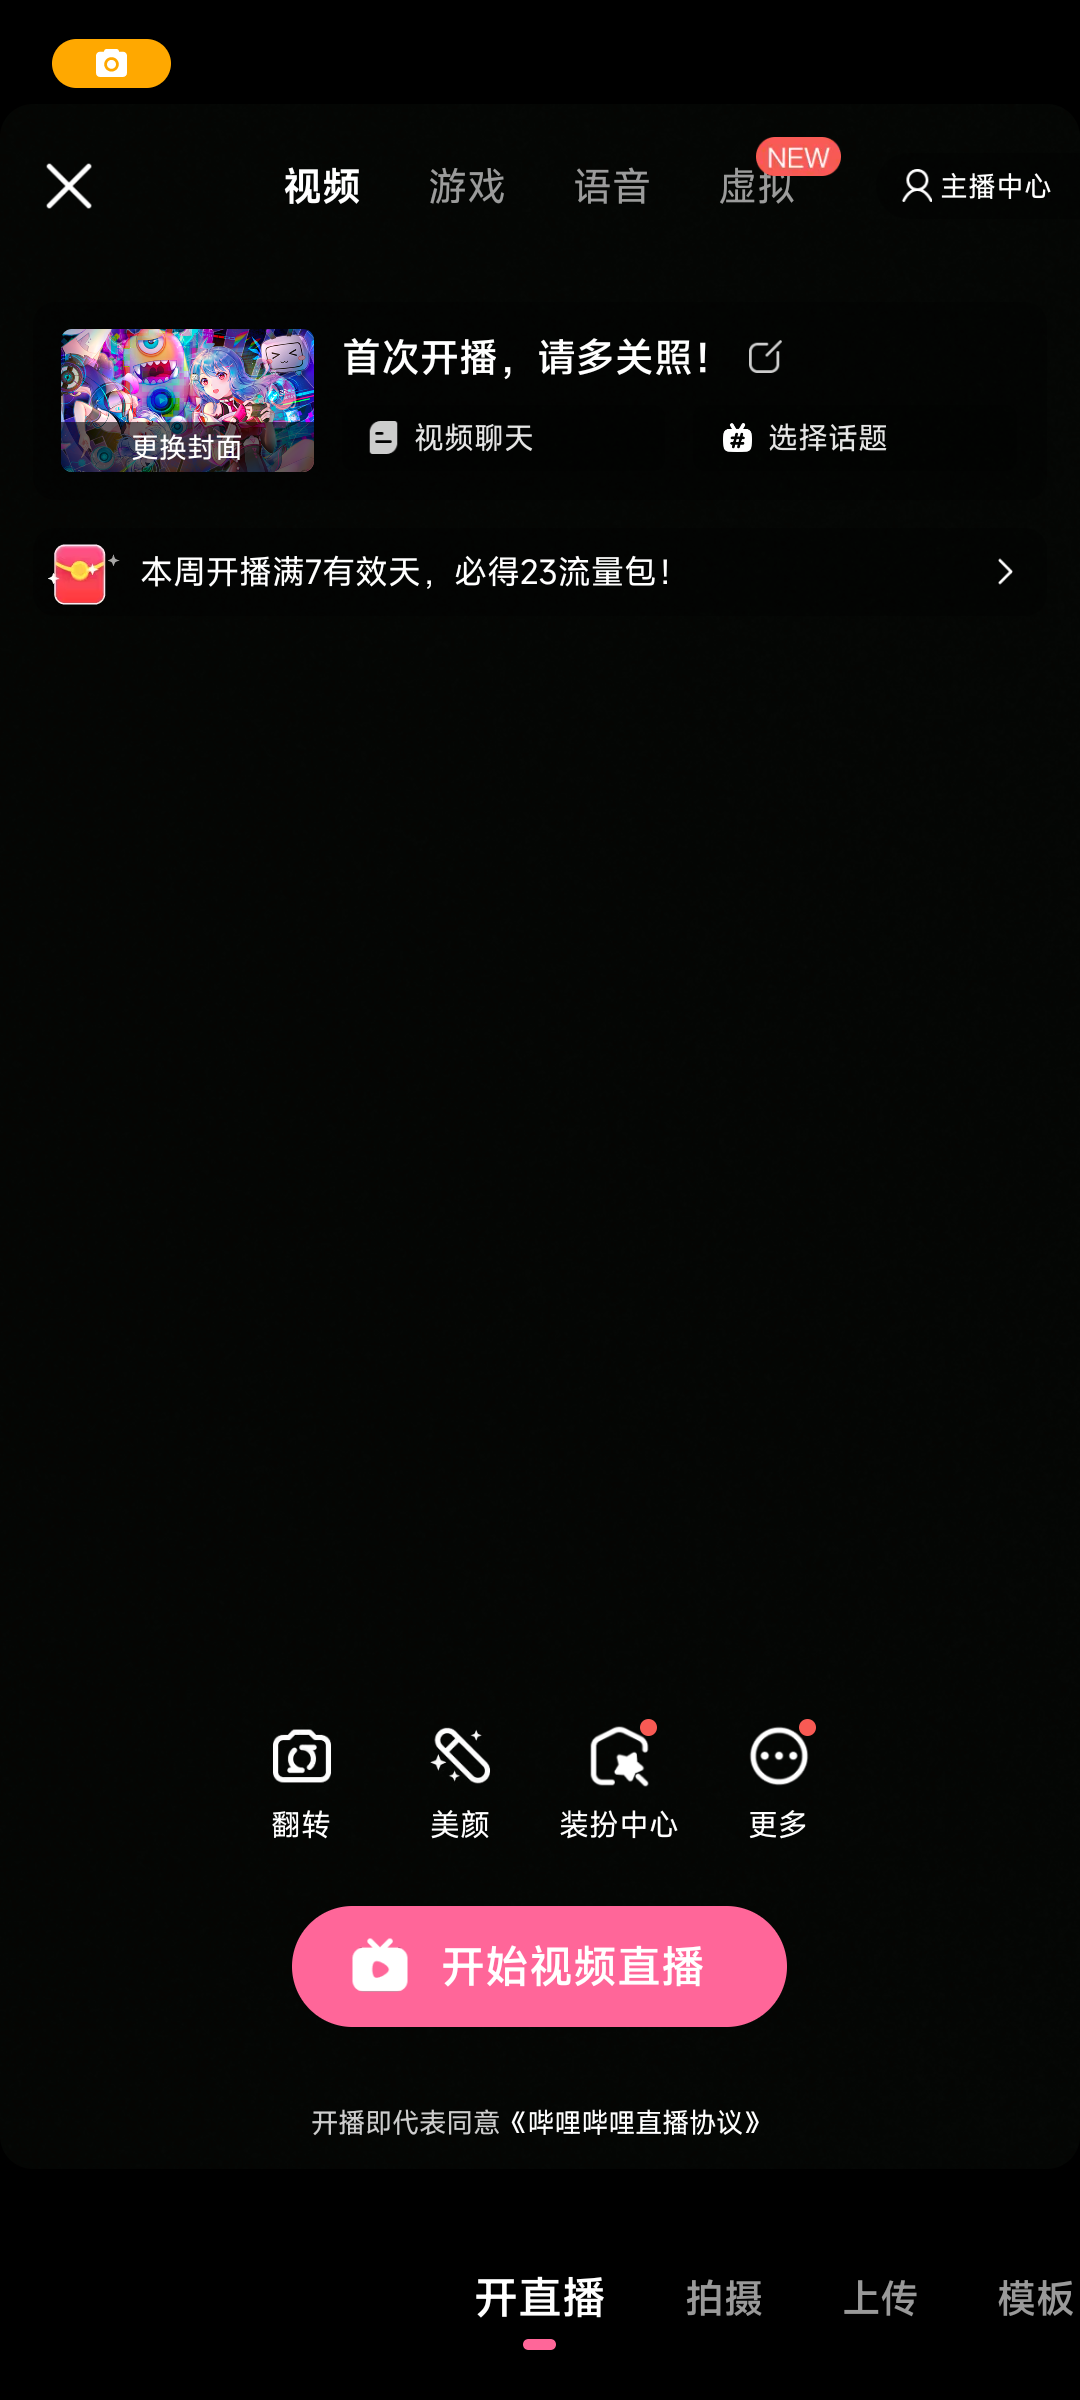 视频
游戏
语音
虚拟
NEW
主播中心
首次开播，请多关照！
更换封面
视频聊天
选择话题
本周开播满7有效天，必得23流量包！
翻转
美颜
装扮中心
更多
开始视频直播
开播即代表同意《哔哩哔哩直播协议》
开直播
拍摄
上传
模板